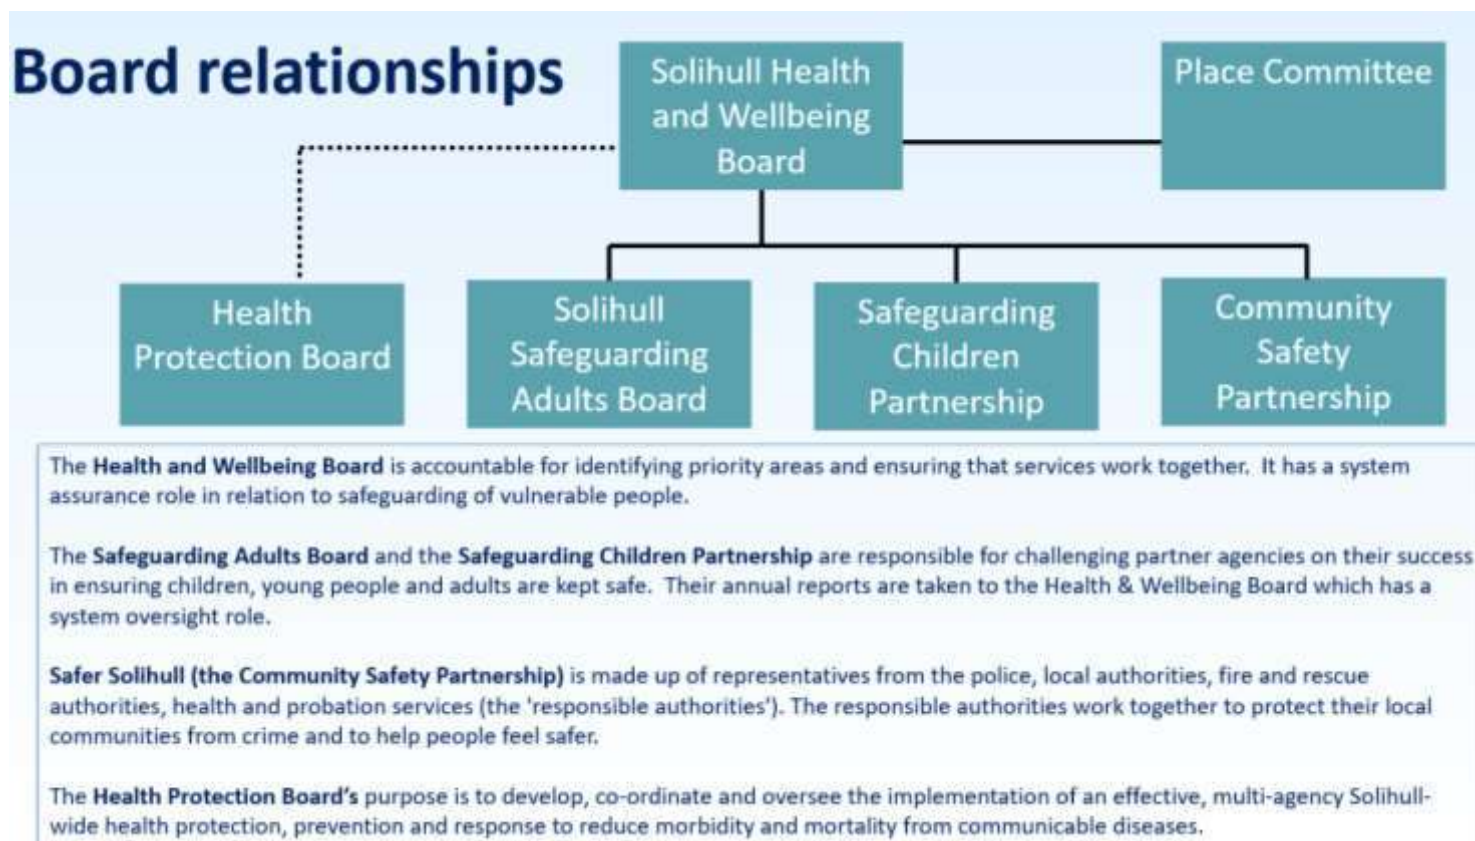 Board relationships
Solihull Health
and Wellbeing
Board
Place Committee
Health
Protection Board
Solihull
Safeguarding
Adults Board
Safeguarding
Children
Partnership
Community
Safety
Partnership
The Health and Wellbeing Board is accountable for identifying priority areas and ensuring that services work together.  It has a system
assurance role in relation to safeguarding of vulnerable people.
The Safeguarding Adults Board and the Safeguarding Children Partnership are responsible for challenging partner agencies on their success
in ensuring children, young people and adults are kept safe.  Their annual reports are taken to the Health & Wellbeing Board which has a
system oversight role.
Safer Solihull (the Community Safety Partnership) is made up of representatives from the police, local authorities, fire and rescue
authorities, health and probation services (the 'responsible authorities'). The responsible authorities work together to protect their local
communities from crime and to help people feel safer.
The Health Protection Board's purpose is to develop, co-ordinate and oversee the implementation of an effective, multi-agency Solihull-
wide health protection, prevention and response to reduce morbidity and mortality from communicable diseases.